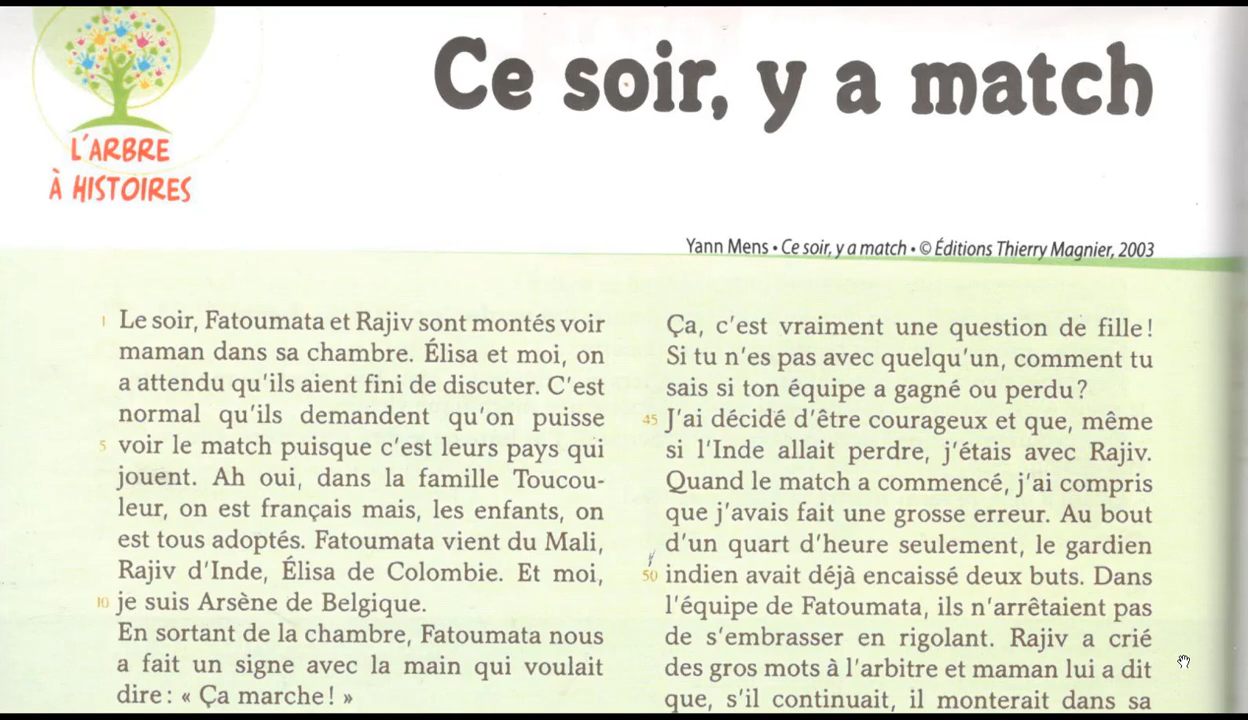 L'ARBRE
À HISTOIRES
Ce soir, y a match
Yann Mens • Ce soir, y a match • © Éditions Thierry Magnier, 2003
1 Le soir, Fatoumata et Rajiv sont montés voir
maman dans sa chambre. Élisa et moi, on
a attendu qu'ils aient fini de discuter. C'est
normal qu'ils demandent qu'on puisse
5 voir le match puisque c'est leurs pays qui
jouent. Ah oui, dans la famille Toucou-
leur, on est français mais, les enfants, on
est tous adoptés. Fatoumata vient du Mali,
Rajiv d'Inde, Élisa de Colombie. Et moi,
10 je suis Arsène de Belgique.
En sortant de la chambre, Fatoumata nous
a fait un signe avec la main qui voulait
dire : « Ça marche ! »
Ça, c'est vraiment une question de fille !
Si tu n'es pas avec quelqu'un, comment tu
sais si ton équipe a gagné ou perdu ?
45 J'ai décidé d'être courageux et que, même
si l'Inde allait perdre, j'étais avec Rajiv.
Quand le match a commencé, j'ai compris
que j'avais fait une grosse erreur. Au bout
d'un quart d'heure seulement, le gardien
50 indien avait déjà encaissé deux buts. Dans
l'équipe de Fatoumata, ils n'arrêtaient pas
de s'embrasser en rigolant. Rajiv a crié
des gros mots à l'arbitre et maman lui a dit
que, s'il continuait, il monterait dans sa